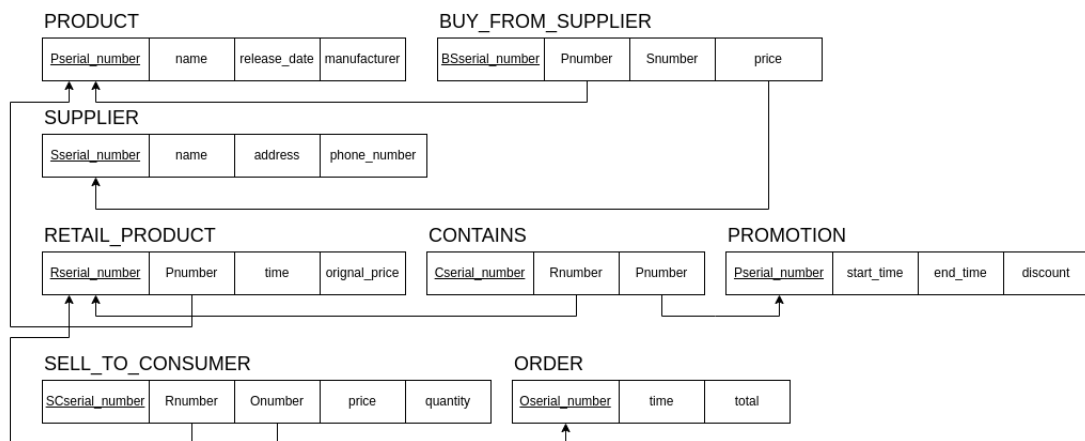 PRODUCT
BUY_FROM_SUPPLIER
Pserial_number name release_date manufacturer
BSserial_number Pnumber Snumber price
SUPPLIER
Sserial_number name address phone_number
RETAIL_PRODUCT
CONTAINS
PROMOTION
Rserial_number Pnumber time orignal_price
Cserial_number Rnumber Pnumber
Pserial_number start_time end_time discount
SELL_TO_CONSUMER
ORDER
SCserial_number Rnumber Onumber price quantity
Oserial_number time total